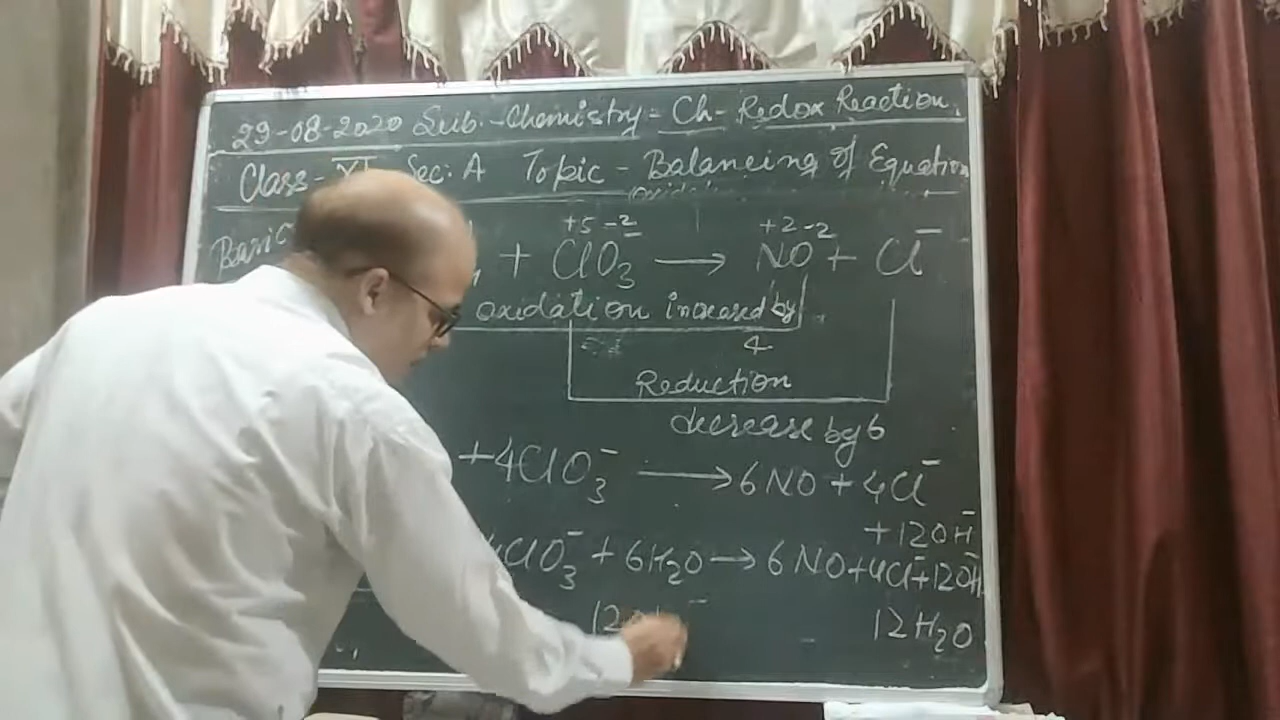 29-08-2020 Sub.-Chemistry- Ch- Redox Reaction.
Class- XI Sec: A Topic - Balancing of Equation
Basic
+5 -2 +2 -2
+ ClO₃ → NO + Cl⁻
oxidation increased by
4
Reduction
decrease by 6
+4ClO₃⁻ → 6NO + 4Cl⁻
+12OH⁻
4ClO₃⁻ + 6H₂O → 6NO+4Cl⁻+12OH⁻
12H₂O